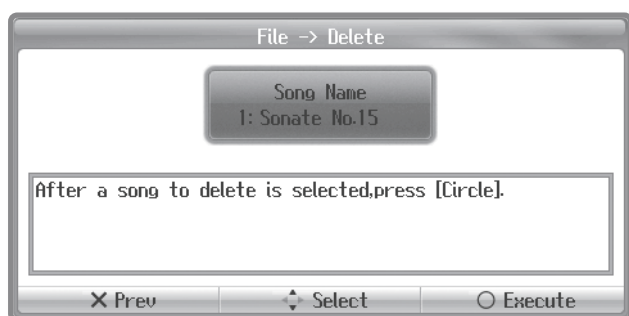 File -> Delete
Song Name
1: Sonate No.15
After a song to delete is selected,press [Circle].
X Prev Select O Execute